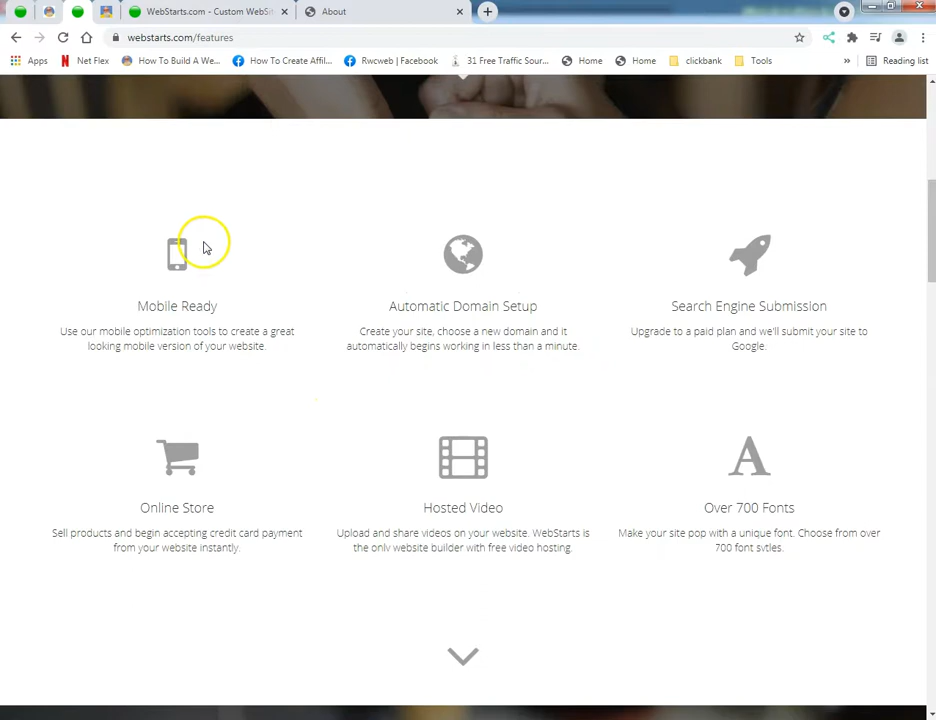 WebStarts.com - Custom WebSit
About
webstarts.com/features
Apps
Net Flex
How To Build A We...
How To Create Affil...
Rwcweb | Facebook
31 Free Traffic Sour...
Home
Home
clickbank
Tools
»
Reading list
Mobile Ready
Use our mobile optimization tools to create a great
looking mobile version of your website.
Automatic Domain Setup
Create your site, choose a new domain and it
automatically begins working in less than a minute.
Search Engine Submission
Upgrade to a paid plan and we'll submit your site to
Google.
Online Store
Sell products and begin accepting credit card payment
from your website instantly.
Hosted Video
Upload and share videos on your website. WebStarts is
the only website builder with free video hosting.
A
Over 700 Fonts
Make your site pop with a unique font. Choose from over
700 font styles.